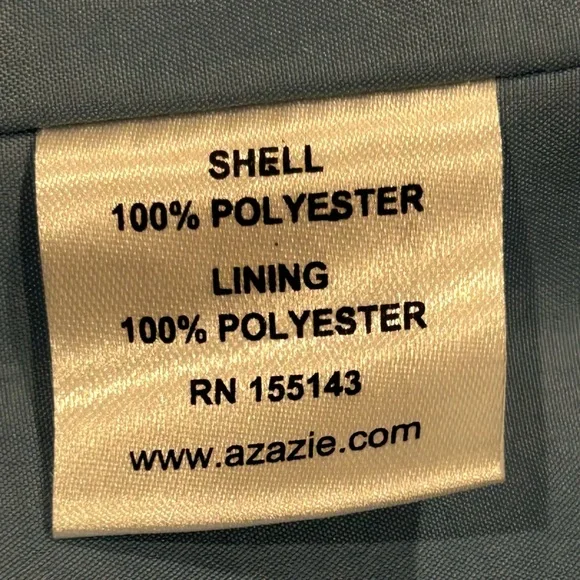 SHELL
100% POLYESTER
LINING
100% POLYESTER
RN 155143
www.azazie.com